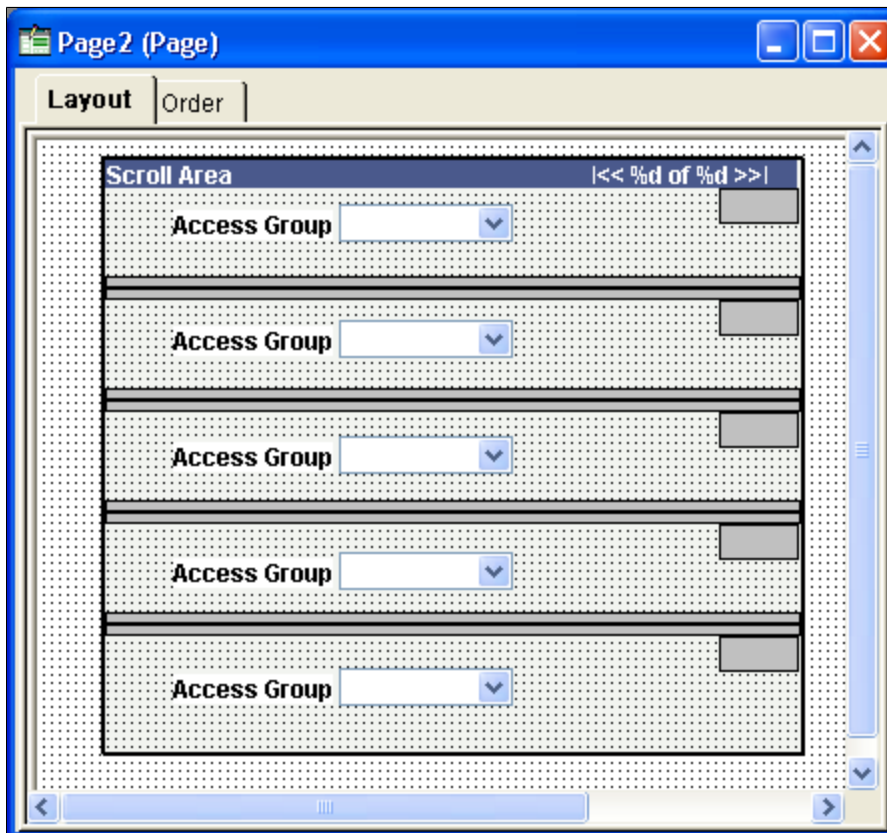 Page2 (Page)
Layout Order
Scroll Area |<< %d of %d >>|
Access Group
Access Group
Access Group
Access Group
Access Group